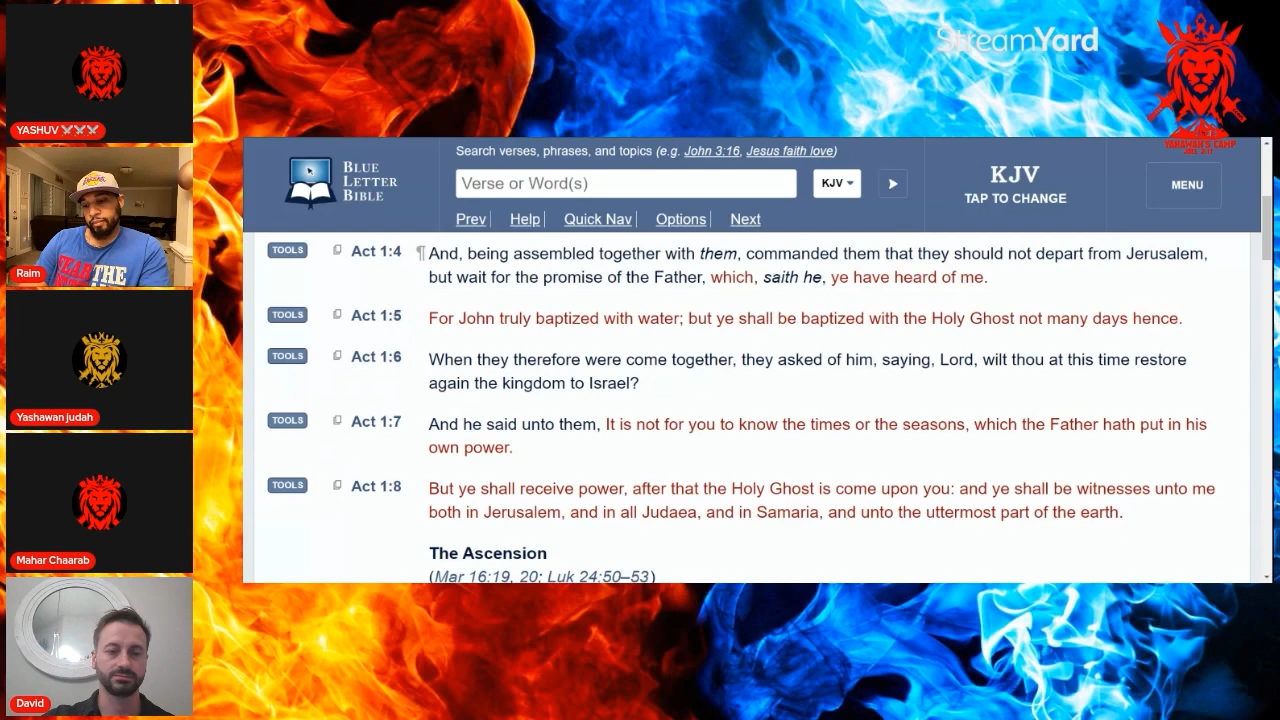 YASHUV ⚔⚔⚔
Raim
Yashawan judah
Mahar Chaarab
David
StreamYard
YAHAWAH'S CAMP
BLUE
LETTER
BIBLE
Search verses, phrases, and topics (e.g. John 3:16, Jesus faith love)
Verse or Word(s)
KJV
Prev
Help
Quick Nav
Options
Next
KJV
TAP TO CHANGE
MENU
TOOLS Act 1:4 ¶ And, being assembled together with them, commanded them that they should not depart from Jerusalem,
but wait for the promise of the Father, which, saith he, ye have heard of me.
TOOLS Act 1:5 For John truly baptized with water; but ye shall be baptized with the Holy Ghost not many days hence.
TOOLS Act 1:6 When they therefore were come together, they asked of him, saying, Lord, wilt thou at this time restore
again the kingdom to Israel?
TOOLS Act 1:7 And he said unto them, It is not for you to know the times or the seasons, which the Father hath put in his
own power.
TOOLS Act 1:8 But ye shall receive power, after that the Holy Ghost is come upon you: and ye shall be witnesses unto me
both in Jerusalem, and in all Judaea, and in Samaria, and unto the uttermost part of the earth.
The Ascension
(Mar 16:19, 20; Luk 24:50–53)